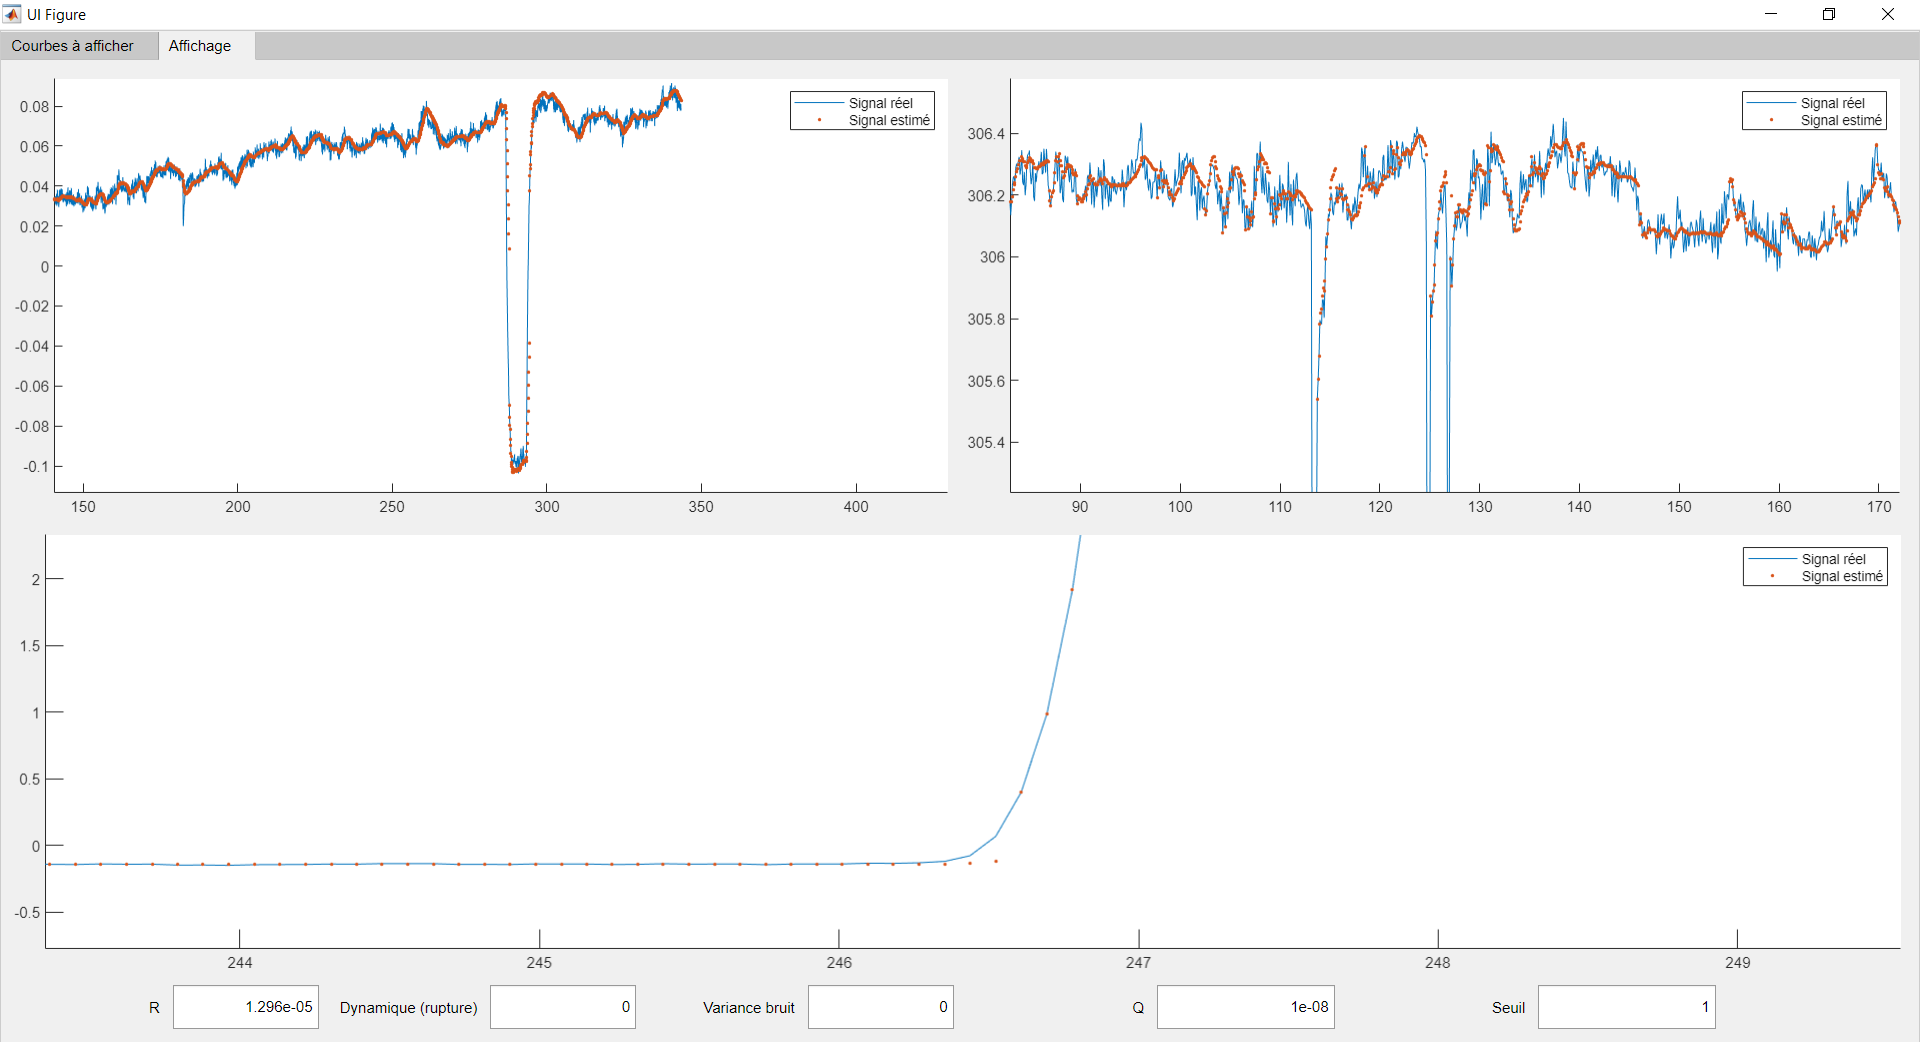 UI Figure
Courbes à afficher
Affichage
Signal réel
Signal estimé
0.08
0.06
0.04
0.02
0
-0.02
-0.04
-0.06
-0.08
-0.1
150 200 250 300 350 400
Signal réel
Signal estimé
306.4
306.2
306
305.8
305.6
305.4
90 100 110 120 130 140 150 160 170
Signal réel
Signal estimé
2
1.5
1
0.5
0
-0.5
244 245 246 247 248 249
R 1.296e-05 Dynamique (rupture) 0 Variance bruit 0 Q 1e-08 Seuil 1